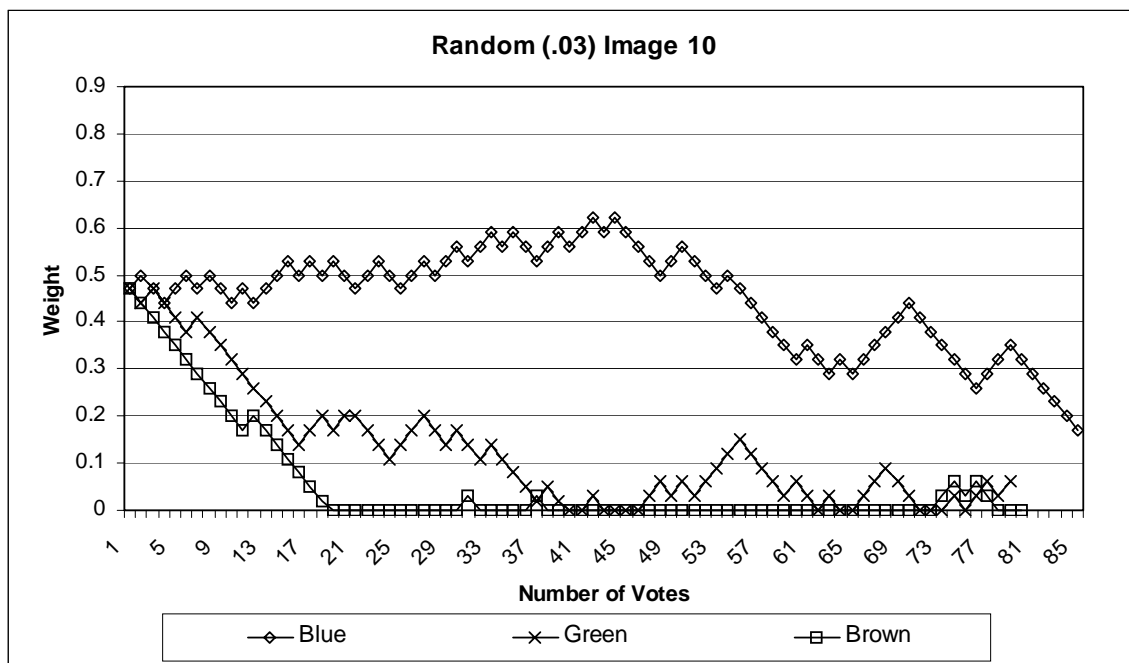 Random (.03) Image 10
0.9
0.8
0.7
0.6
0.5
0.4
0.3
0.2
0.1
0
Weight
1 5 9 13 17 21 25 29 33 37 41 45 49 53 57 61 65 69 73 77 81 85
Number of Votes
Blue Green Brown